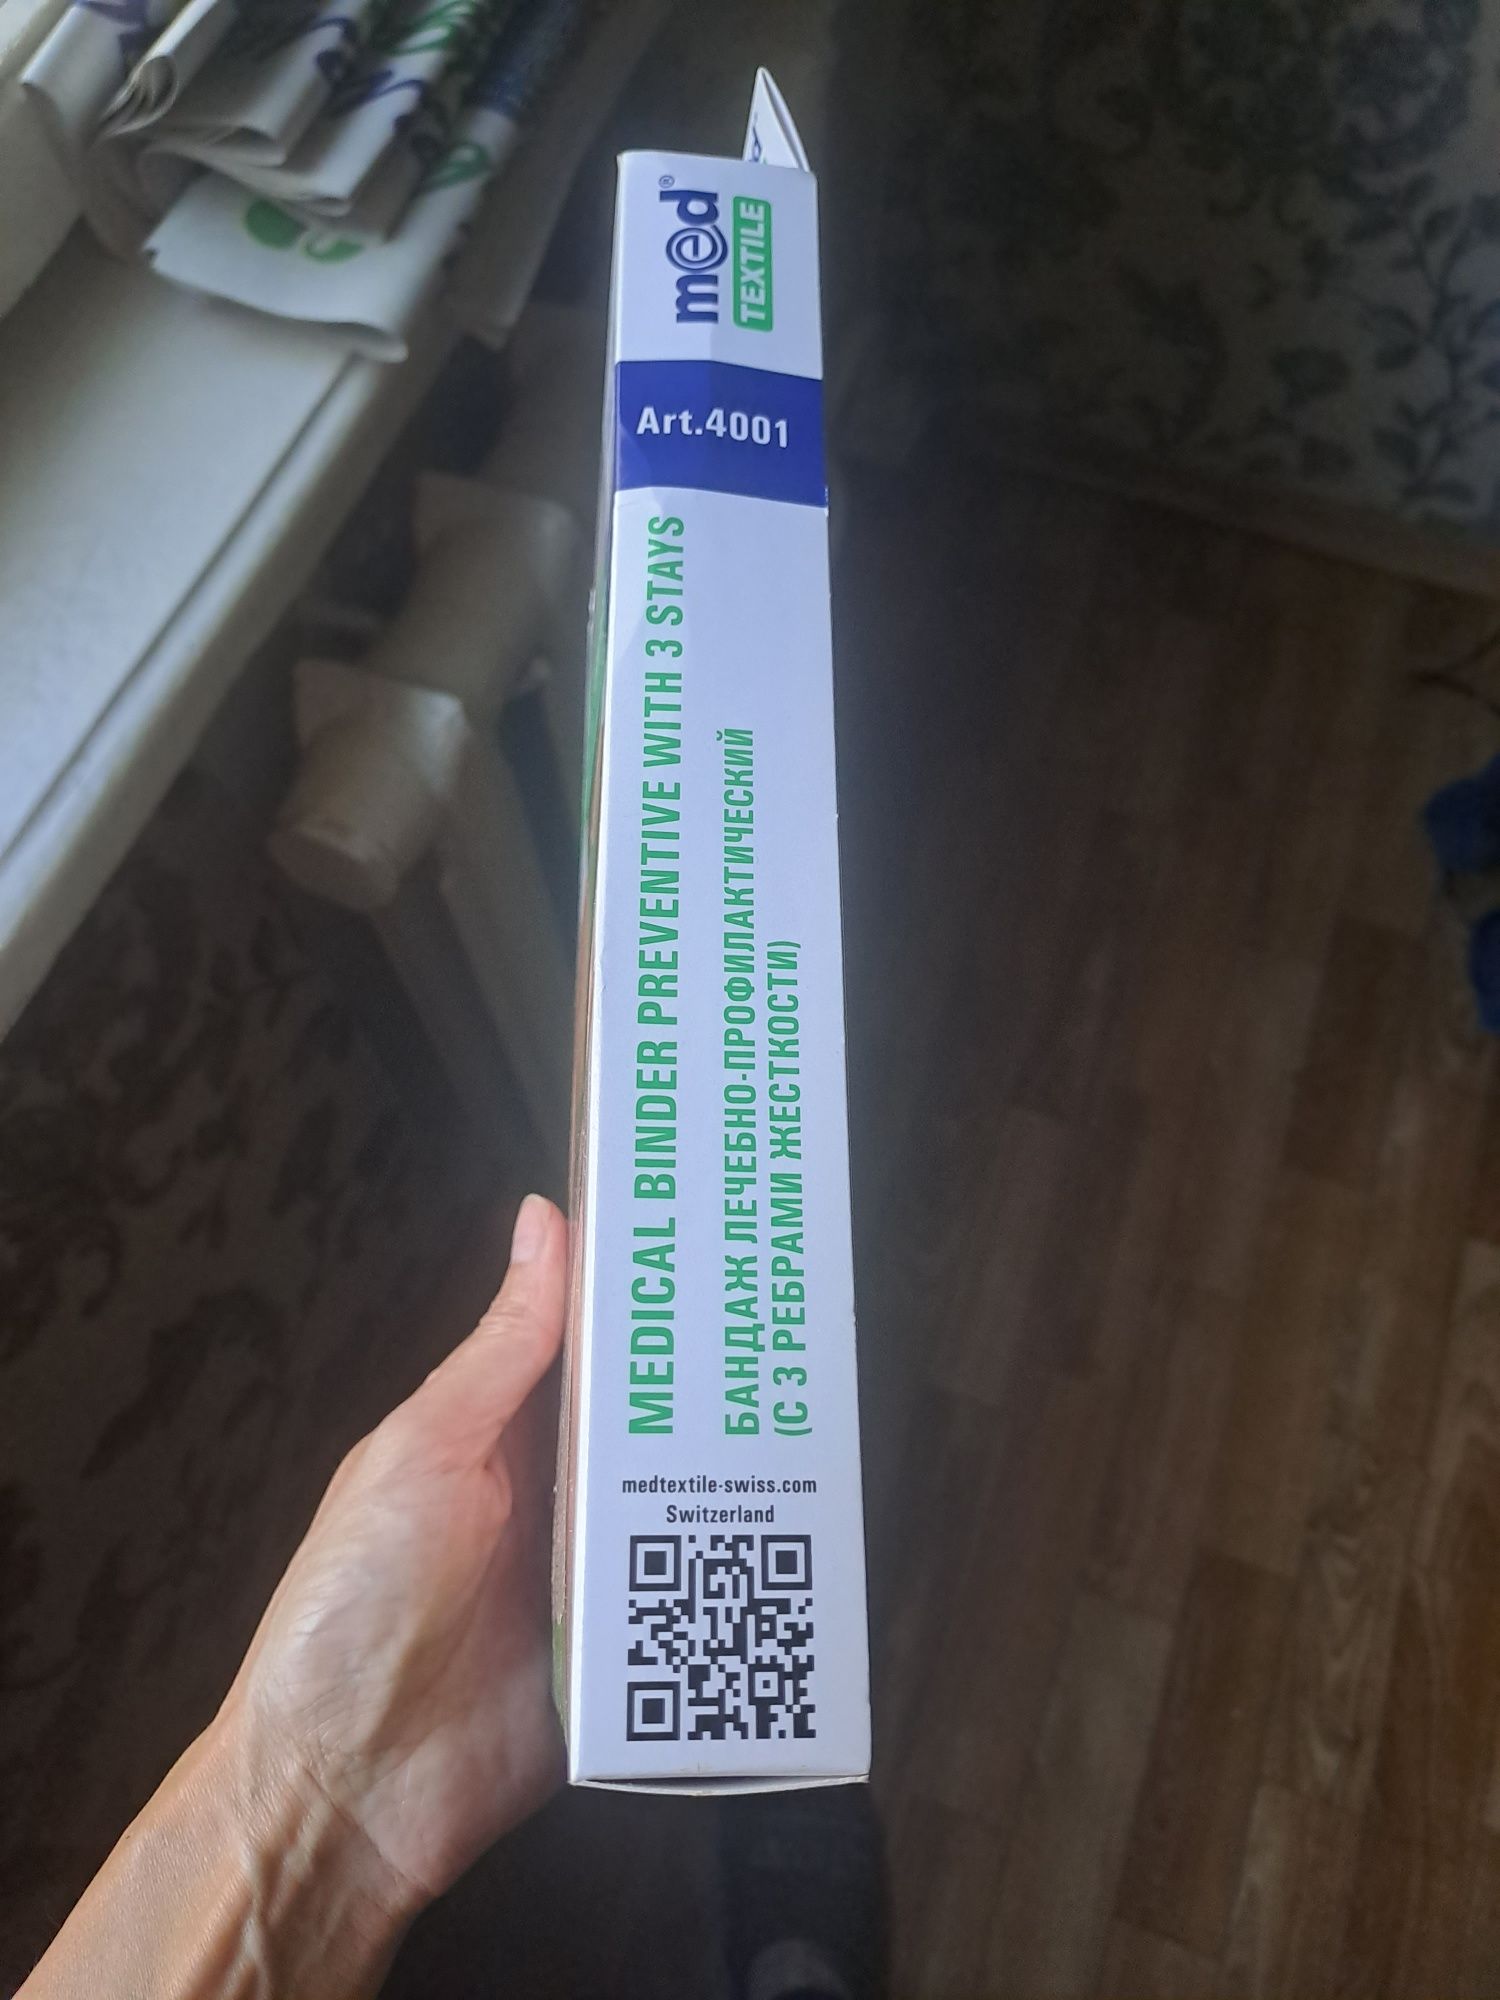 med®
TEXTILE
Art.4001
MEDICAL BINDER PREVENTIVE WITH 3 STAYS
БАНДАЖ ЛЕЧЕБНО-ПРОФИЛАКТИЧЕСКИЙ
(С 3 РЕБРАМИ ЖЕСТКОСТИ)
medtextile-swiss.com
Switzerland